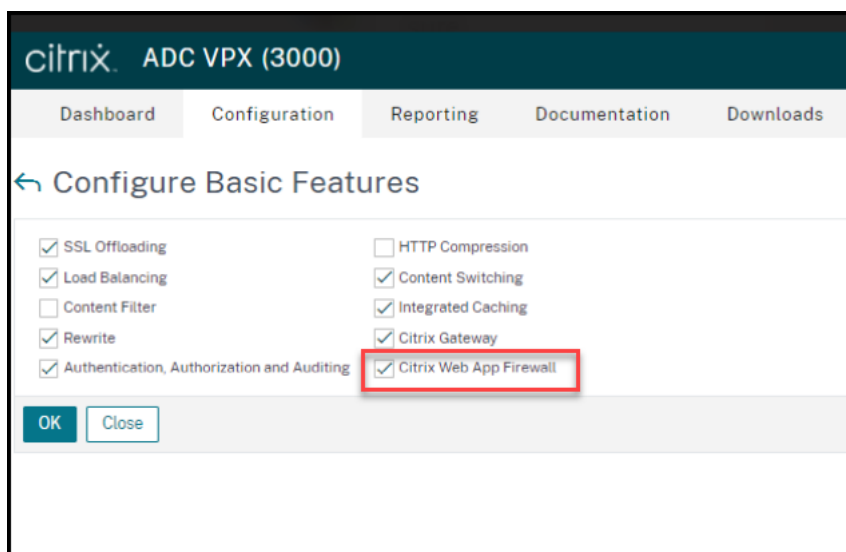 citrix. ADC VPX (3000)
Dashboard Configuration Reporting Documentation Downloads
Configure Basic Features
SSL Offloading HTTP Compression
Load Balancing Content Switching
Content Filter Integrated Caching
Rewrite Citrix Gateway
Authentication, Authorization and Auditing Citrix Web App Firewall
OK Close